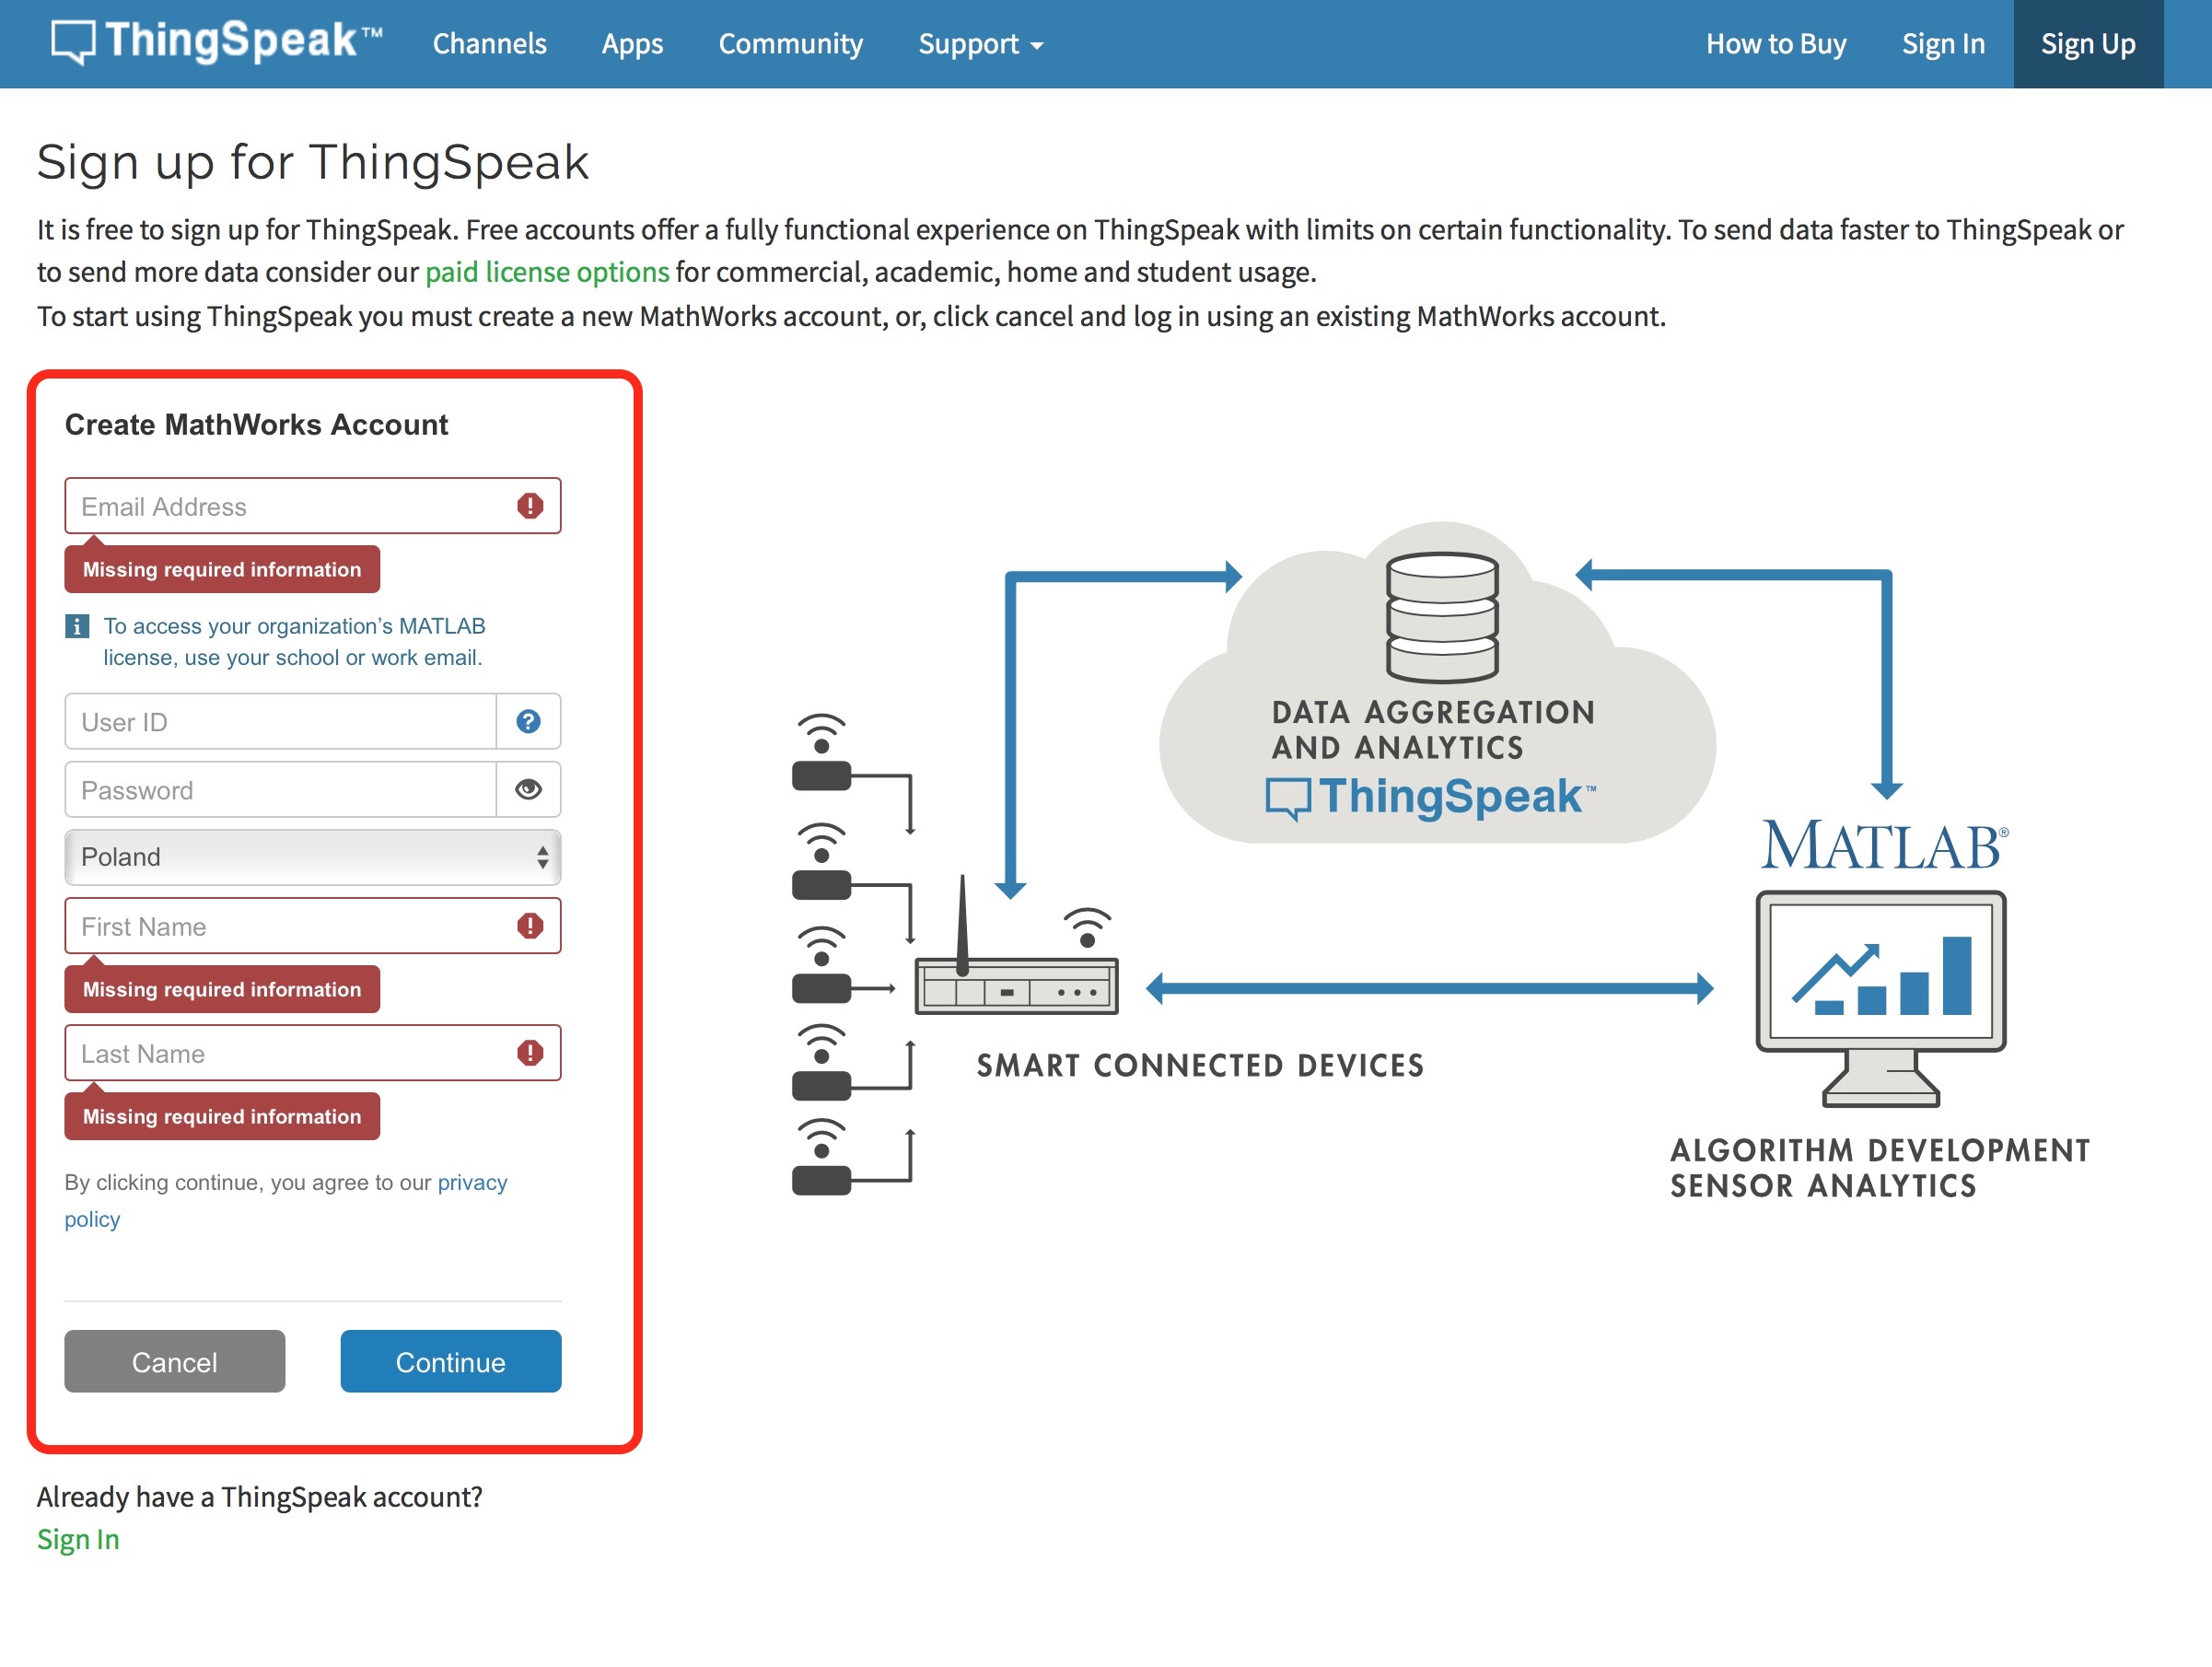 ThingSpeak™ Channels Apps Community Support How to Buy Sign In Sign Up
Sign up for ThingSpeak
It is free to sign up for ThingSpeak. Free accounts offer a fully functional experience on ThingSpeak with limits on certain functionality. To send data faster to ThingSpeak or
to send more data consider our paid license options for commercial, academic, home and student usage.
To start using ThingSpeak you must create a new MathWorks account, or, click cancel and log in using an existing MathWorks account.
Create MathWorks Account
Email Address
Missing required information
To access your organization’s MATLAB
license, use your school or work email.
User ID
Password
Poland
First Name
Missing required information
Last Name
Missing required information
By clicking continue, you agree to our privacy
policy
Cancel Continue
Already have a ThingSpeak account?
Sign In
DATA AGGREGATION
AND ANALYTICS
ThingSpeak™
MATLAB®
SMART CONNECTED DEVICES
ALGORITHM DEVELOPMENT
SENSOR ANALYTICS